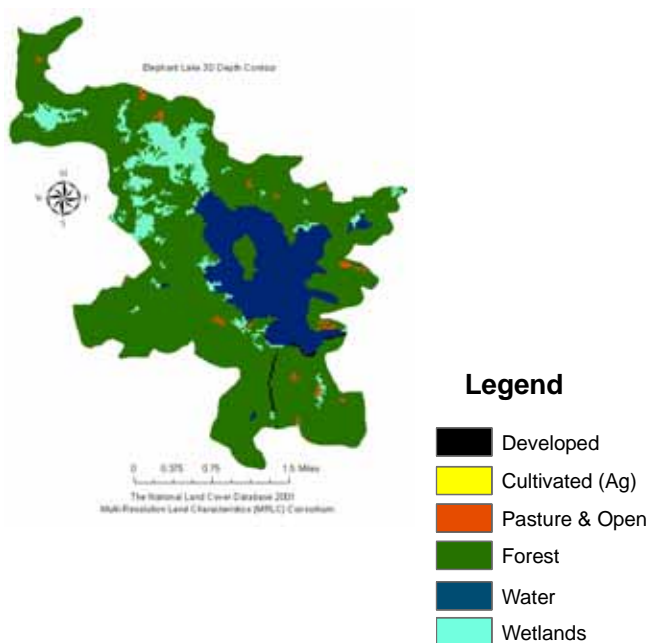 Elephant Lake 3D Depth Contour
N
W E
S
0 0.375 0.75 1.5 Miles
The National Land Cover Database 2001
Multi-Resolution Land Characteristics (MRLC) Consortium
Legend
Developed
Cultivated (Ag)
Pasture & Open
Forest
Water
Wetlands